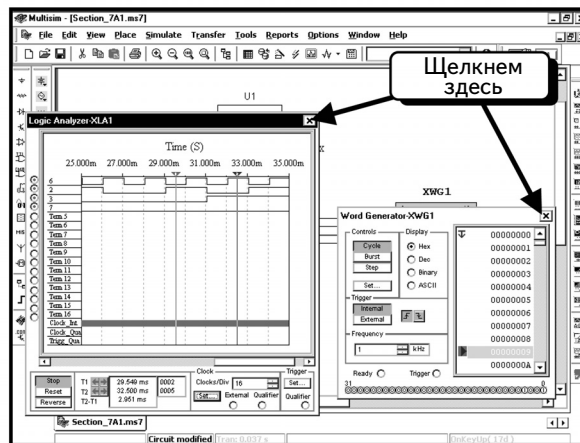 Multisim - [Section_7A1.ms7]
File Edit View Place Simulate Transfer Tools Reports Options Window Help
Щелкнем
здесь
U1
Logic Analyzer-XLA1
Time (S)
25.000m 27.000m 29.000m 31.000m 33.000m 35.000m
6
2
3
7
Term 5
Term 6
Term 7
Term 8
Term 9
Term 10
Term 11
Term 12
Term 13
Term 14
Term 15
Term 16
Clock_Int
Clock_Qua
Trigg_Qua
Stop
Reset
Reverse
T1 29.549 ms 0002
T2 32.500 ms 0005
T2-T1 2.951 ms
Clock
Clocks/Div 16
Set... External Qualifier
Trigger
Set...
Qualifier
X
XWG1
Word Generator-XWG1
Controls
Cycle
Burst
Step
Set...
Display
Hex
Dec
Binary
ASCII
Trigger
Internal
External
Frequency
1 kHz
Ready Trigger
31 0
00000000
00000001
00000002
00000003
00000004
00000005
00000006
00000007
00000008
00000009
0000000A
Section_7A1.ms7
Circuit modified Tran: 0.037 s